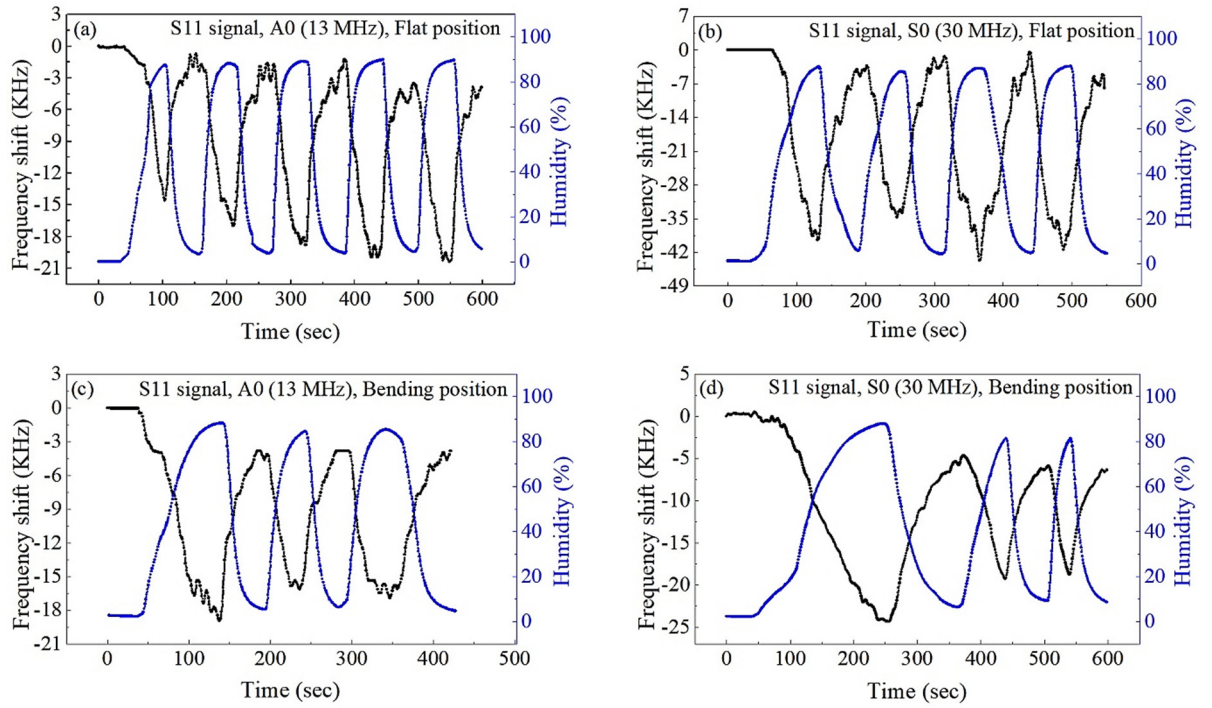 (a) S11 signal, A0 (13 MHz), Flat position
Frequency shift (KHz)
3
0
-3
-6
-9
-12
-15
-18
-21
0 100 200 300 400 500 600
Time (sec)
100
80
60
40
20
0
Humidity (%)
(b) S11 signal, S0 (30 MHz), Flat position
Frequency shift (KHz)
7
0
-7
-14
-21
-28
-35
-42
-49
0 100 200 300 400 500 600
Time (sec)
100
80
60
40
20
0
Humidity (%)
(c) S11 signal, A0 (13 MHz), Bending position
Frequency shift (KHz)
3
0
-3
-6
-9
-12
-15
-18
-21
0 100 200 300 400 500
Time (sec)
100
80
60
40
20
0
Humidity (%)
(d) S11 signal, S0 (30 MHz), Bending position
Frequency shift (KHz)
5
0
-5
-10
-15
-20
-25
0 100 200 300 400 500 600
Time (sec)
100
80
60
40
20
0
Humidity (%)